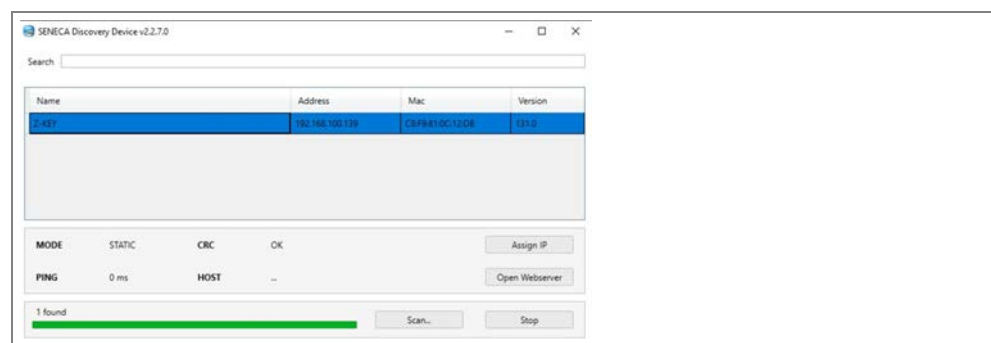 SENECA Discovery Device v2.2.7.0
Search
Name Address Mac Version
Z-KEY 192.168.100.139 C8:F9:81:0C:12:DB 131.0
MODE STATIC CRC OK Assign IP
PING 0 ms HOST ... Open Webserver
1 found
Scan... Stop